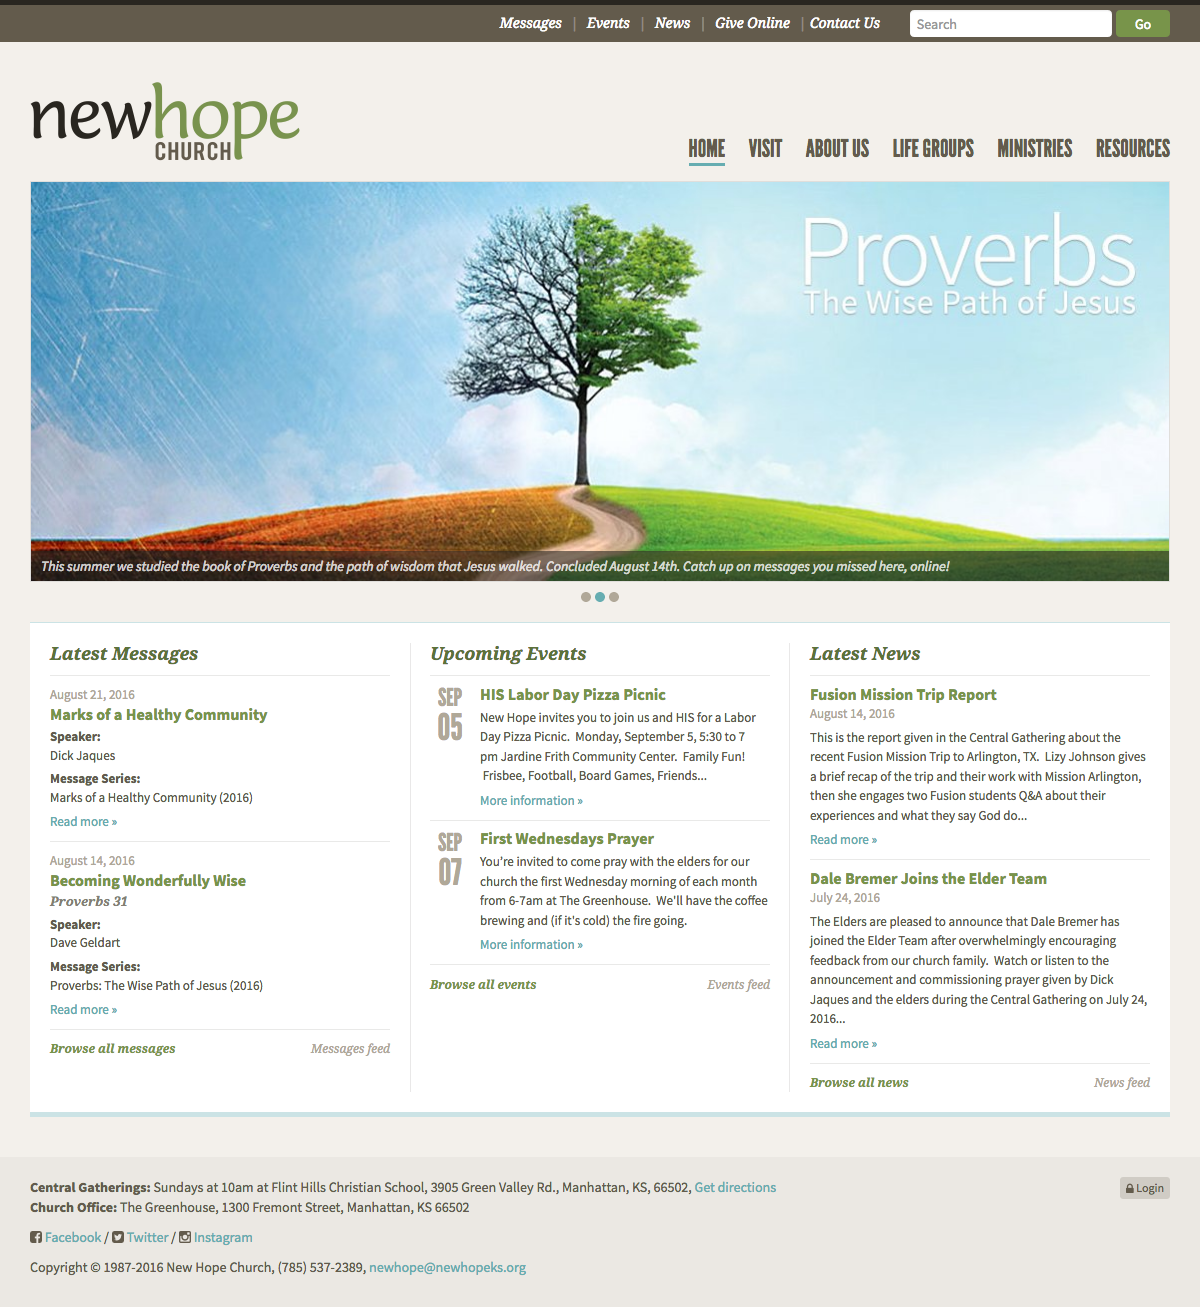 Messages | Events | News | Give Online | Contact Us Search Go
newhope
CHURCH
HOME VISIT ABOUT US LIFE GROUPS MINISTRIES RESOURCES
Proverbs
The Wise Path of Jesus
This summer we studied the book of Proverbs and the path of wisdom that Jesus walked. Concluded August 14th. Catch up on messages you missed here, online!
Latest Messages
August 21, 2016
Marks of a Healthy Community
Speaker:
Dick Jaques
Message Series:
Marks of a Healthy Community (2016)
Read more »
August 14, 2016
Becoming Wonderfully Wise
Proverbs 31
Speaker:
Dave Geldart
Message Series:
Proverbs: The Wise Path of Jesus (2016)
Read more »
Browse all messages Messages feed
Upcoming Events
SEP
05
HIS Labor Day Pizza Picnic
New Hope invites you to join us and HIS for a Labor
Day Pizza Picnic. Monday, September 5, 5:30 to 7
pm Jardine Frith Community Center. Family Fun!
Frisbee, Football, Board Games, Friends...
More information »
SEP
07
First Wednesdays Prayer
You're invited to come pray with the elders for our
church the first Wednesday morning of each month
from 6-7am at The Greenhouse. We'll have the coffee
brewing and (if it's cold) the fire going.
More information »
Browse all events Events feed
Latest News
Fusion Mission Trip Report
August 14, 2016
This is the report given in the Central Gathering about the
recent Fusion Mission Trip to Arlington, TX. Lizy Johnson gives
a brief recap of the trip and their work with Mission Arlington,
then she engages two Fusion students Q&A about their
experiences and what they say God do...
Read more »
Dale Bremer Joins the Elder Team
July 24, 2016
The Elders are pleased to announce that Dale Bremer has
joined the Elder Team after overwhelmingly encouraging
feedback from our church family. Watch or listen to the
announcement and commissioning prayer given by Dick
Jaques and the elders during the Central Gathering on July 24,
2016...
Read more »
Browse all news News feed
Central Gatherings: Sundays at 10am at Flint Hills Christian School, 3905 Green Valley Rd., Manhattan, KS, 66502, Get directions
Login
Church Office: The Greenhouse, 1300 Fremont Street, Manhattan, KS 66502
Facebook / Twitter / Instagram
Copyright © 1987-2016 New Hope Church, (785) 537-2389, newhope@newhopeks.org